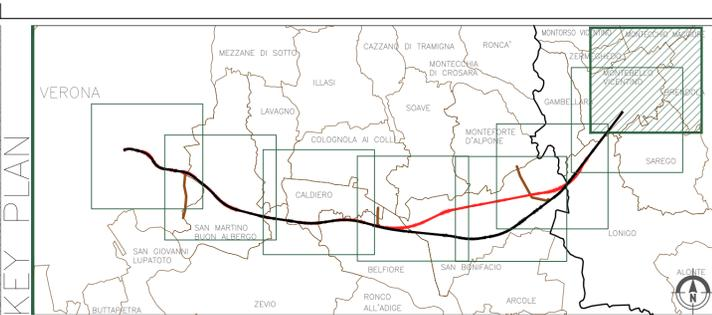 KEY PLAN
MONTORSO VICENTINO
MONTECCHIO MAGGIORE
MEZZANE DI SOTTO
CAZZANO DI TRAMIGNA
RONCA'
ZERMEGHEDO
MONTECCHIA
DI CROSARA
MONTEBELLO
VICENTINO
ILLASI
VERONA
BRENDOLA
GAMBELLARA
LAVAGNO
SOAVE
MONTEFORTE
D'ALPONE
COLOGNOLA AI COLLI
SAREGO
CALDIERO
SAN MARTINO
BUON ALBERGO
LONIGO
SAN GIOVANNI
LUPATOTO
BELFIORE
SAN BONIFACIO
ALONTE
ZEVIO
RONCO
ALL'ADIGE
ARCOLE
BUTTAPIETRA
N